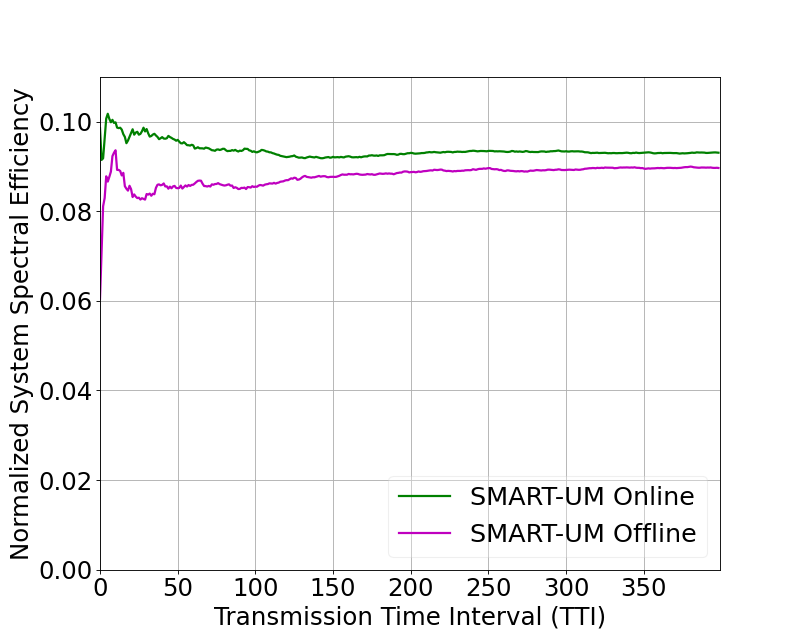 Normalized System Spectral Efficiency
0.10
0.08
0.06
0.04
0.02
0.00
0 50 100 150 200 250 300 350
Transmission Time Interval (TTI)
SMART-UM Online
SMART-UM Offline